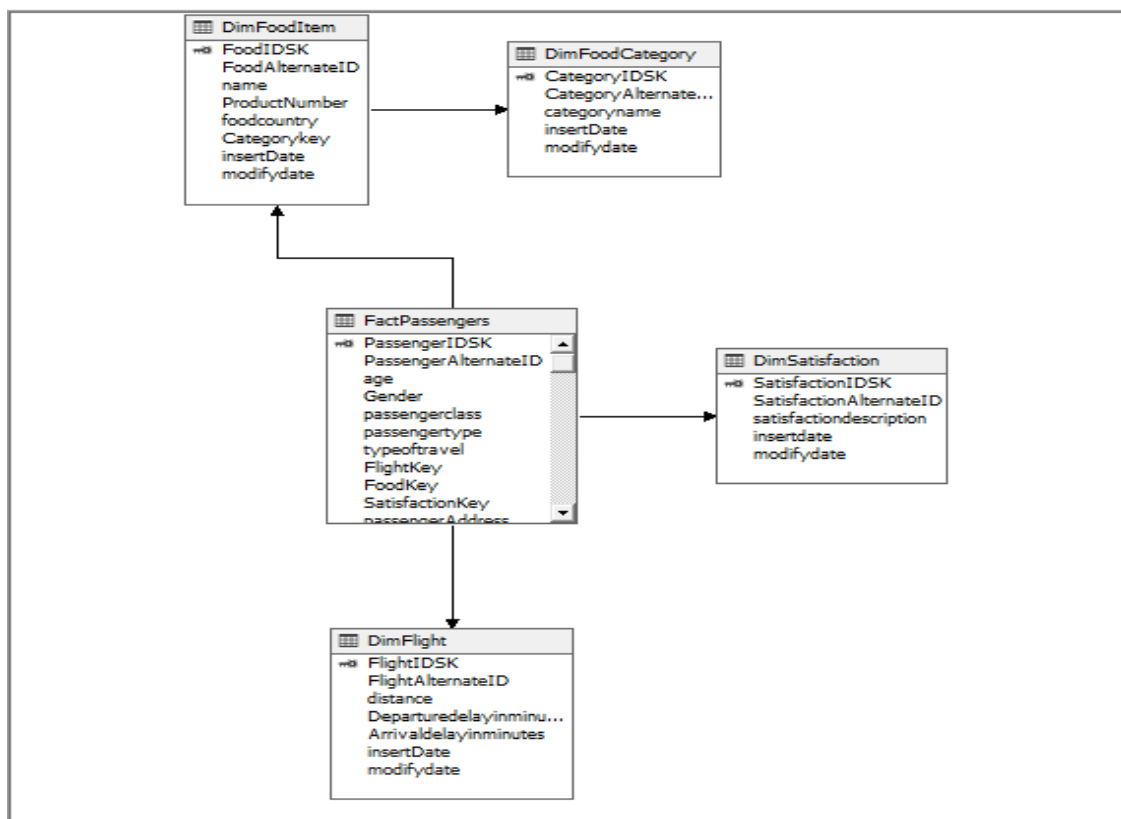 DimFoodItem
FoodIDSK
FoodAlternateID
name
ProductNumber
foodcountry
Categorykey
insertDate
modifydate
DimFoodCategory
CategoryIDSK
CategoryAlternate...
categoryname
insertDate
modifydate
FactPassengers
PassengerIDSK
PassengerAlternateID
age
Gender
passengerclass
passengertype
typeoftravel
FlightKey
FoodKey
SatisfactionKey
passengerAddress
DimSatisfaction
SatisfactionIDSK
SatisfactionAlternateID
satisfactiondescription
insertdate
modifydate
DimFlight
FlightIDSK
FlightAlternateID
distance
Departuredelayinminu...
Arrivaldelayinminutes
insertDate
modifydate